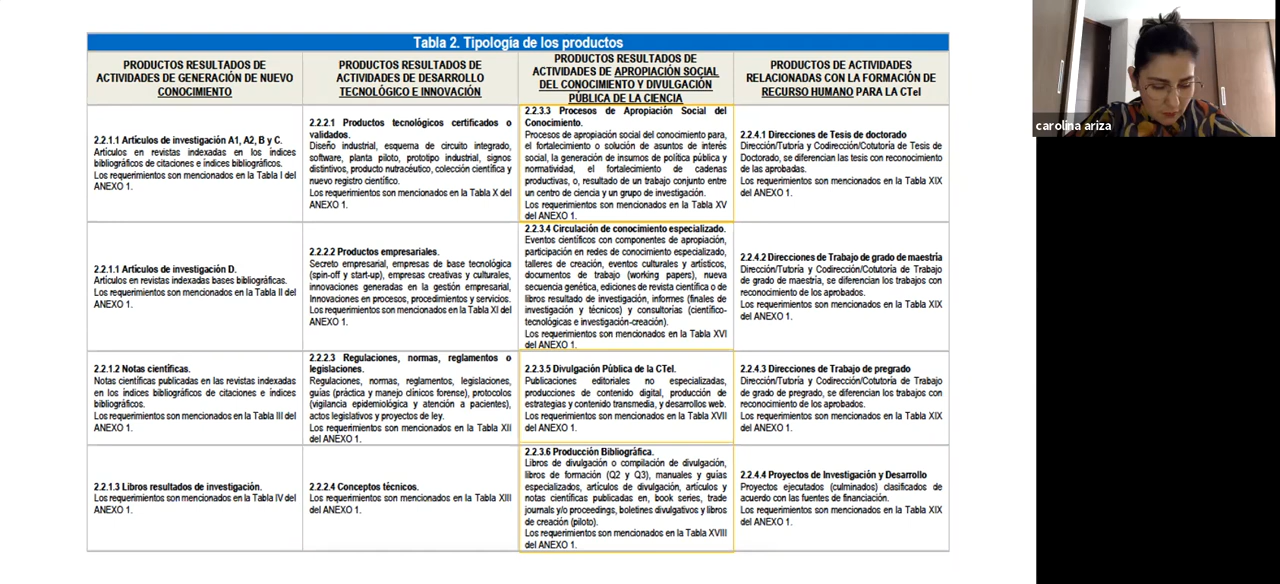 Tabla 2. Tipología de los productos
PRODUCTOS RESULTADOS DE
ACTIVIDADES DE GENERACIÓN DE NUEVO
CONOCIMIENTO
PRODUCTOS RESULTADOS DE
ACTIVIDADES DE DESARROLLO
TECNOLÓGICO E INNOVACIÓN
PRODUCTOS RESULTADOS DE
ACTIVIDADES DE APROPIACIÓN SOCIAL
DEL CONOCIMIENTO Y DIVULGACIÓN
PÚBLICA DE LA CIENCIA
PRODUCTOS DE ACTIVIDADES
RELACIONADAS CON LA FORMACIÓN DE
RECURSO HUMANO PARA LA CTeI
2.2.1.1 Artículos de investigación A1, A2, B y C.
Artículos en revistas indexadas en los índices
bibliográficos de citaciones e índices bibliográficos.
Los requerimientos son mencionados en la Tabla I del
ANEXO 1.
2.2.2.1 Productos tecnológicos certificados o
validados.
Diseño industrial, esquema de circuito integrado,
software, planta piloto, prototipo industrial, signos
distintivos, producto nutracéutico, colección científica y
nuevo registro científico.
Los requerimientos son mencionados en la Tabla X del
ANEXO 1.
2.2.3.3 Procesos de Apropiación Social del
Conocimiento.
Procesos de apropiación social del conocimiento para,
el fortalecimiento o solución de asuntos de interés
social, la generación de insumos de política pública y
normatividad, el fortalecimiento de cadenas
productivas, o, resultado de un trabajo conjunto entre
un centro de ciencia y un grupo de investigación.
Los requerimientos son mencionados en la Tabla XV
del ANEXO 1.
2.2.4.1 Direcciones de Tesis de doctorado
Dirección/Tutoría y Codirección/Cotutoría de Tesis de
Doctorado, se diferencian las tesis con reconocimiento
de las aprobadas.
Los requerimientos son mencionados en la Tabla XIX
del ANEXO 1.
2.2.1.1 Artículos de investigación D.
Artículos en revistas indexadas bases bibliográficas.
Los requerimientos son mencionados en la Tabla II del
ANEXO 1.
2.2.2.2 Productos empresariales.
Secreto empresarial, empresas de base tecnológica
(spin-off y start-up), empresas creativas y culturales,
innovaciones generadas en la gestión empresarial,
Innovaciones en procesos, procedimientos y servicios.
Los requerimientos son mencionados en la Tabla XI del
ANEXO 1.
2.2.3.4 Circulación de conocimiento especializado.
Eventos científicos con componentes de apropiación,
participación en redes de conocimiento especializado,
talleres de creación, eventos culturales y artísticos,
documentos de trabajo (working papers), nueva
secuencia genética, ediciones de revista científica o de
libros resultado de investigación, informes (finales de
investigación y técnicos) y consultorías (científico-
tecnológicas e investigación-creación).
Los requerimientos son mencionados en la Tabla XVI
del ANEXO 1.
2.2.4.2 Direcciones de Trabajo de grado de maestría
Dirección/Tutoría y Codirección/Cotutoría de Trabajo
de grado de maestría, se diferencian los trabajos con
reconocimiento de los aprobados.
Los requerimientos son mencionados en la Tabla XIX
del ANEXO 1.
2.2.1.2 Notas científicas.
Notas científicas publicadas en las revistas indexadas
en los índices bibliográficos de citaciones e índices
bibliográficos.
Los requerimientos son mencionados en la Tabla III del
ANEXO 1.
2.2.2.3 Regulaciones, normas, reglamentos o
legislaciones.
Regulaciones, normas, reglamentos, legislaciones,
guías (práctica y manejo clínicos forense), protocolos
(vigilancia epidemiológica y atención a pacientes),
actos legislativos y proyectos de ley.
Los requerimientos son mencionados en la Tabla XII
del ANEXO 1.
2.2.3.5 Divulgación Pública de la CTeI.
Publicaciones editoriales no especializadas,
producciones de contenido digital, producción de
estrategias y contenido transmedia, y desarrollos web.
Los requerimientos son mencionados en la Tabla XVII
del ANEXO 1.
2.2.4.3 Direcciones de Trabajo de pregrado
Dirección/Tutoría y Codirección/Cotutoría de Trabajo
de grado de pregrado, se diferencian los trabajos con
reconocimiento de los aprobados.
Los requerimientos son mencionados en la Tabla XIX
del ANEXO 1.
2.2.1.3 Libros resultados de investigación.
Los requerimientos son mencionados en la Tabla IV del
ANEXO 1.
2.2.2.4 Conceptos técnicos.
Los requerimientos son mencionados en la Tabla XIII
del ANEXO 1.
2.2.3.6 Producción Bibliográfica.
Libros de divulgación o compilación de divulgación,
libros de formación (Q2 y Q3), manuales y guías
especializados, artículos de divulgación, artículos y
notas científicas publicadas en, book series, trade
journals y/o proceedings, boletines divulgativos y libros
de creación (piloto).
Los requerimientos son mencionados en la Tabla XVIII
del ANEXO 1.
2.2.4.4 Proyectos de Investigación y Desarrollo
Proyectos ejecutados (culminados) clasificados de
acuerdo con las fuentes de financiación.
Los requerimientos son mencionados en la Tabla XIX
del ANEXO 1.
carolina ariza